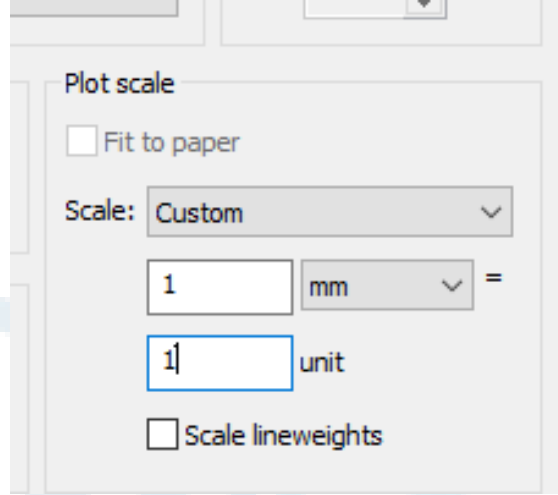 Plot scale
Fit to paper
Scale: Custom
1 mm =
1 unit
Scale lineweights